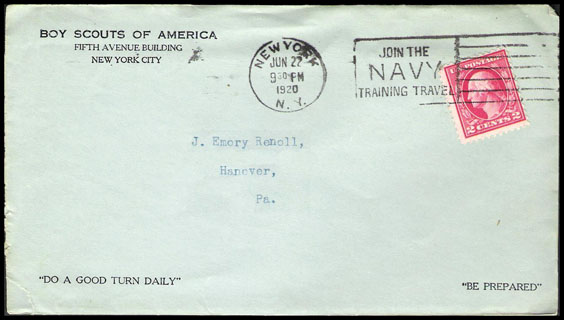 BOY SCOUTS OF AMERICA
FIFTH AVENUE BUILDING
NEW YORK CITY
NEW YORK
JUN 22
9 30 PM
1920
N.Y.
JOIN THE
NAVY
TRAINING TRAVEL
U.S. POSTAGE
2 CENTS 2
J. Emory Renoll,
Hanover,
Pa.
"DO A GOOD TURN DAILY"
"BE PREPARED"